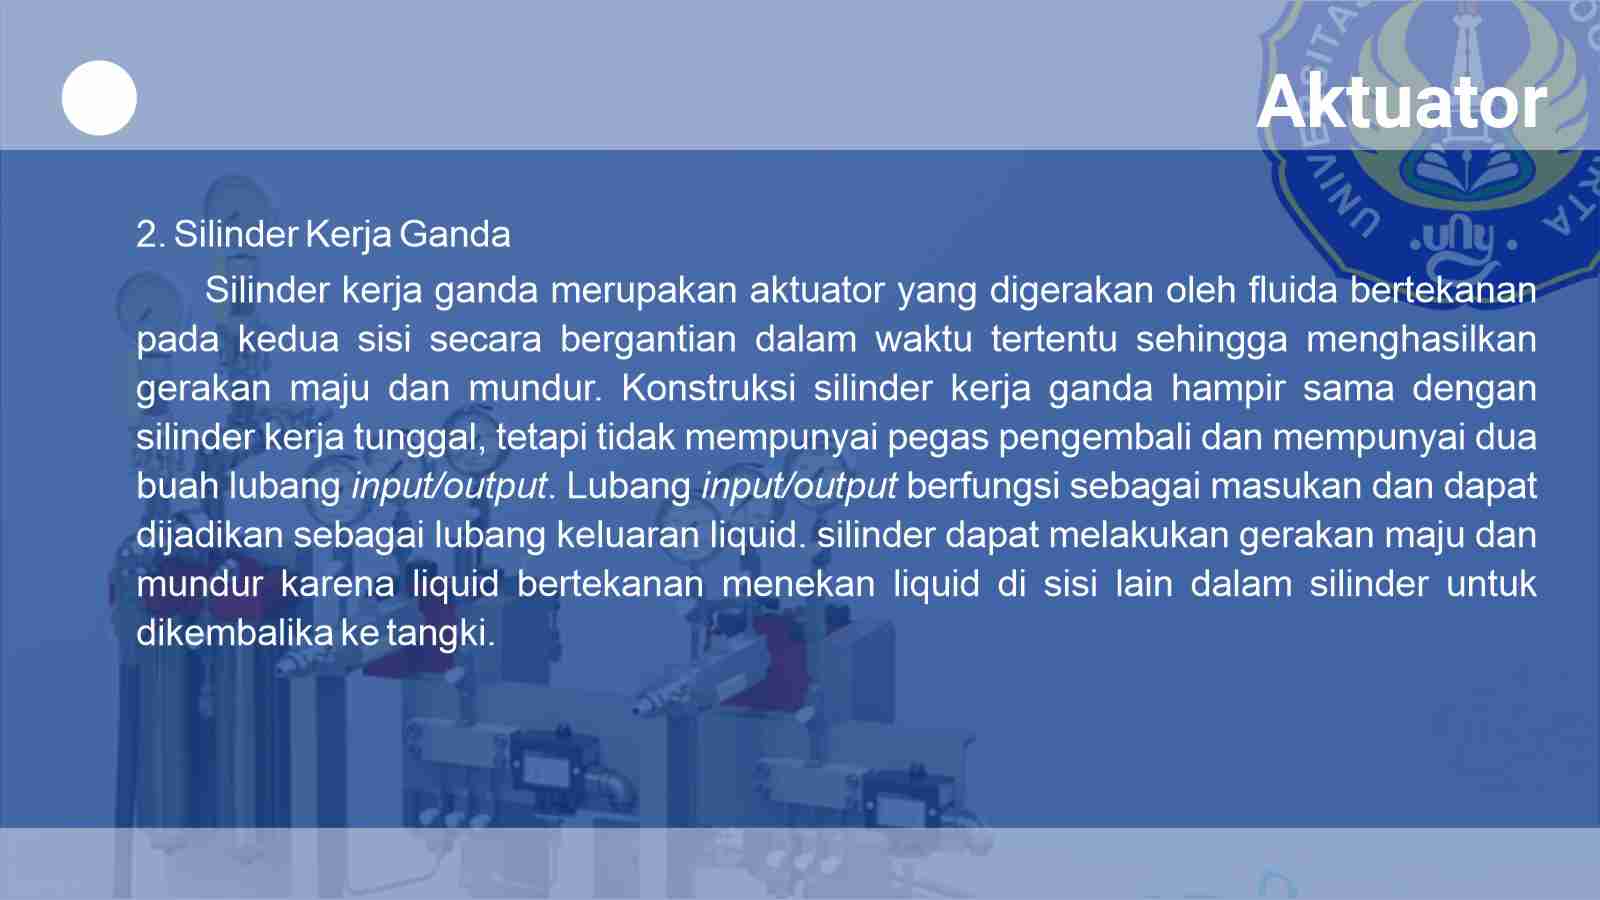 Aktuator
UNIVERSITAS
uny
2. Silinder Kerja Ganda
Silinder kerja ganda merupakan aktuator yang digerakan oleh fluida bertekanan
pada kedua sisi secara bergantian dalam waktu tertentu sehingga menghasilkan
gerakan maju dan mundur. Konstruksi silinder kerja ganda hampir sama dengan
silinder kerja tunggal, tetapi tidak mempunyai pegas pengembali dan mempunyai dua
buah lubang input/output. Lubang input/output berfungsi sebagai masukan dan dapat
dijadikan sebagai lubang keluaran liquid. silinder dapat melakukan gerakan maju dan
mundur karena liquid bertekanan menekan liquid di sisi lain dalam silinder untuk
dikembalika ke tangki.